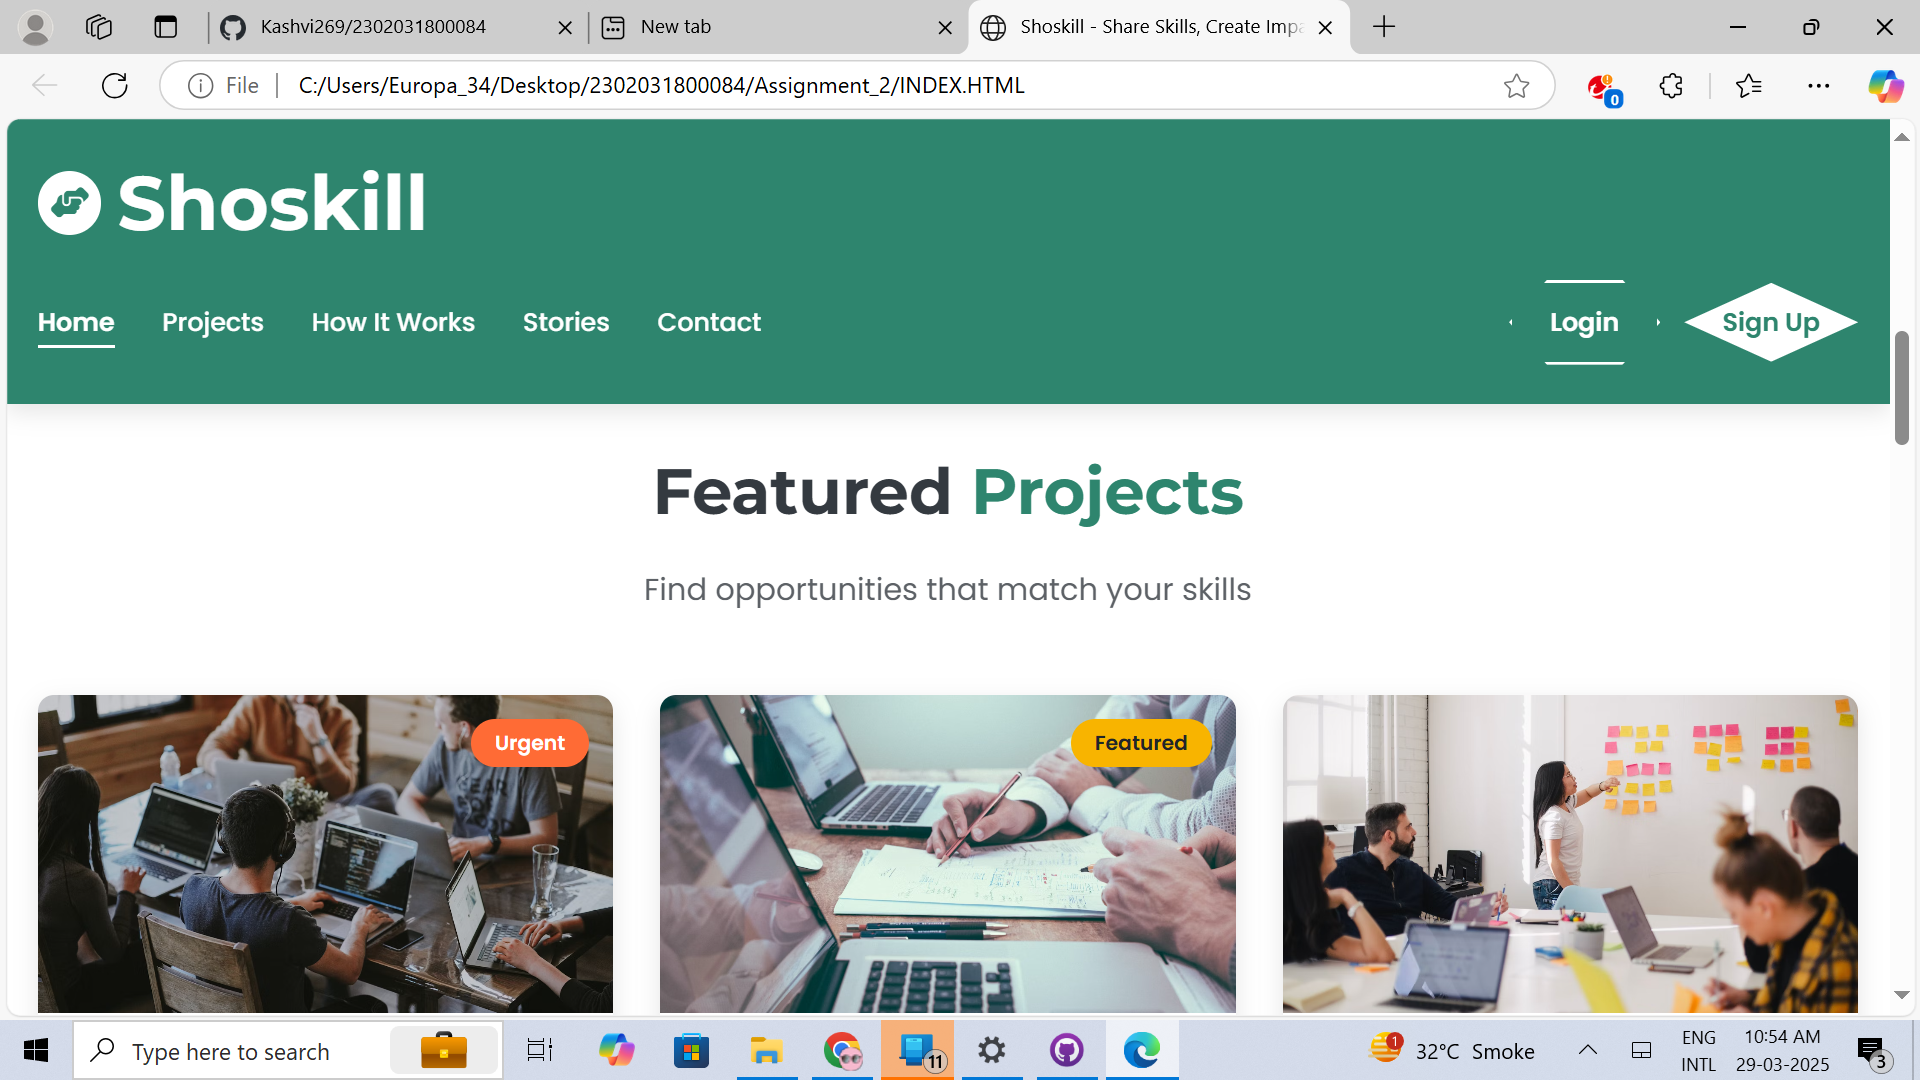 Kashvi269/2302031800084
New tab
Shoskill - Share Skills, Create Impa
File
C:/Users/Europa_34/Desktop/2302031800084/Assignment_2/INDEX.HTML
0
Shoskill
Home Projects How It Works Stories Contact Login Sign Up
Featured Projects
Find opportunities that match your skills
Urgent
Featured
Type here to search
11
1
32°C Smoke
ENG
INTL
10:54 AM
29-03-2025
3